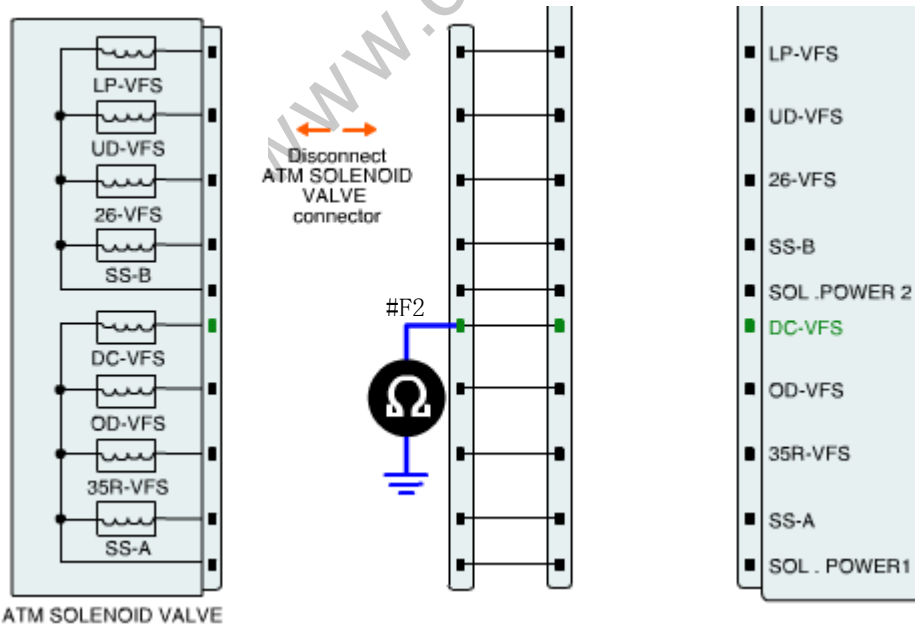 www.
LP-VFS
UD-VFS
26-VFS
SS-B
DC-VFS
OD-VFS
35R-VFS
SS-A
ATM SOLENOID VALVE
Disconnect
ATM SOLENOID
VALVE
connector
#F2
Ω
LP-VFS
UD-VFS
26-VFS
SS-B
SOL .POWER 2
DC-VFS
OD-VFS
35R-VFS
SS-A
SOL . POWER1